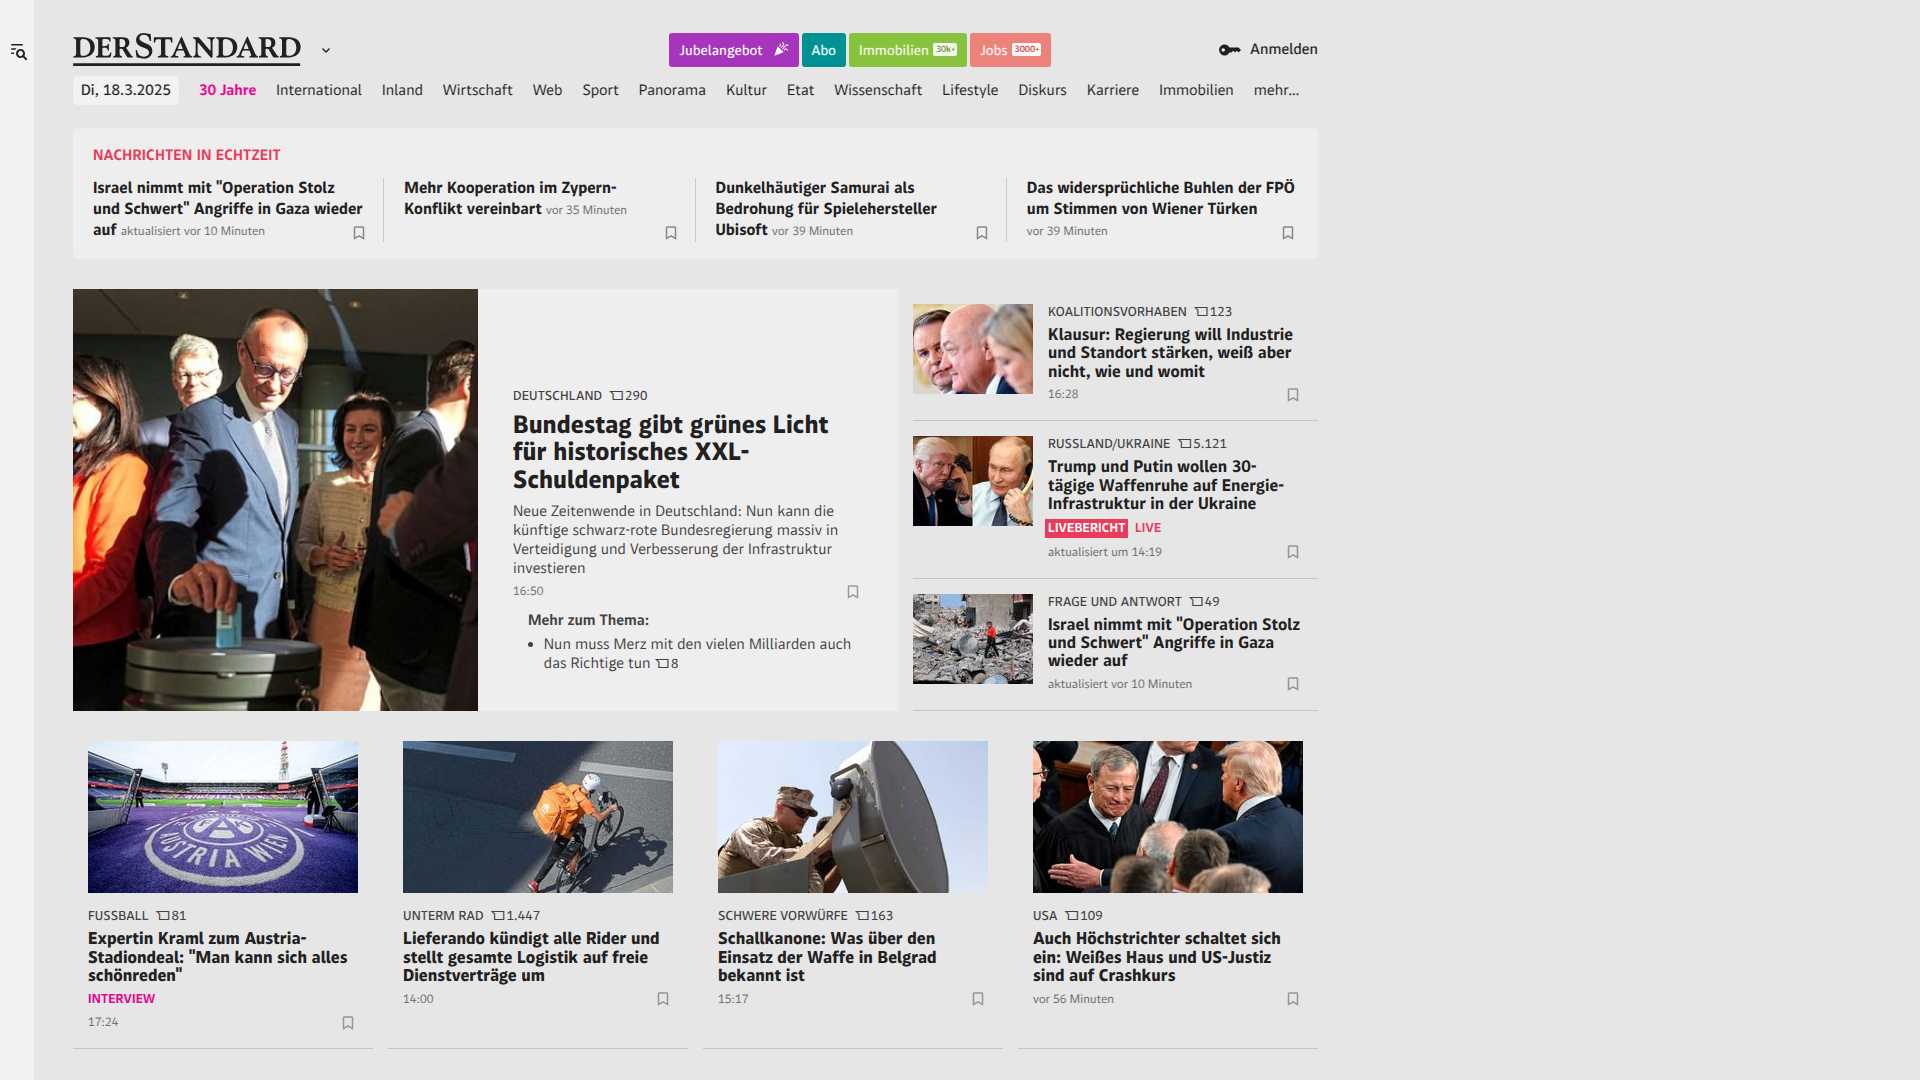 DERSTANDARD
Jubelangebot
Abo
Immobilien 30k+
Jobs 3000+
Anmelden
Di, 18.3.2025
30 Jahre
International
Inland
Wirtschaft
Web
Sport
Panorama
Kultur
Etat
Wissenschaft
Lifestyle
Diskurs
Karriere
Immobilien
mehr...
NACHRICHTEN IN ECHTZEIT
Israel nimmt mit "Operation Stolz
und Schwert" Angriffe in Gaza wieder
auf aktualisiert vor 10 Minuten
Mehr Kooperation im Zypern-
Konflikt vereinbart vor 35 Minuten
Dunkelhäutiger Samurai als
Bedrohung für Spielehersteller
Ubisoft vor 39 Minuten
Das widersprüchliche Buhlen der FPÖ
um Stimmen von Wiener Türken
vor 39 Minuten
DEUTSCHLAND 290
Bundestag gibt grünes Licht
für historisches XXL-
Schuldenpaket
Neue Zeitenwende in Deutschland: Nun kann die
künftige schwarz-rote Bundesregierung massiv in
Verteidigung und Verbesserung der Infrastruktur
investieren
16:50
Mehr zum Thema:
• Nun muss Merz mit den vielen Milliarden auch
das Richtige tun 8
KOALITIONSVORHABEN 123
Klausur: Regierung will Industrie
und Standort stärken, weiß aber
nicht, wie und womit
16:28
RUSSLAND/UKRAINE 5.121
Trump und Putin wollen 30-
tägige Waffenruhe auf Energie-
Infrastruktur in der Ukraine
LIVEBERICHT LIVE
aktualisiert um 14:19
FRAGE UND ANTWORT 49
Israel nimmt mit "Operation Stolz
und Schwert" Angriffe in Gaza
wieder auf
aktualisiert vor 10 Minuten
AUSTRIA WIEN
FUSSBALL 81
Expertin Kraml zum Austria-
Stadiondeal: "Man kann sich alles
schönreden"
INTERVIEW
17:24
UNTERM RAD 1.447
Lieferando kündigt alle Rider und
stellt gesamte Logistik auf freie
Dienstverträge um
14:00
SCHWERE VORWÜRFE 163
Schallkanone: Was über den
Einsatz der Waffe in Belgrad
bekannt ist
15:17
USA 109
Auch Höchstrichter schaltet sich
ein: Weißes Haus und US-Justiz
sind auf Crashkurs
vor 56 Minuten